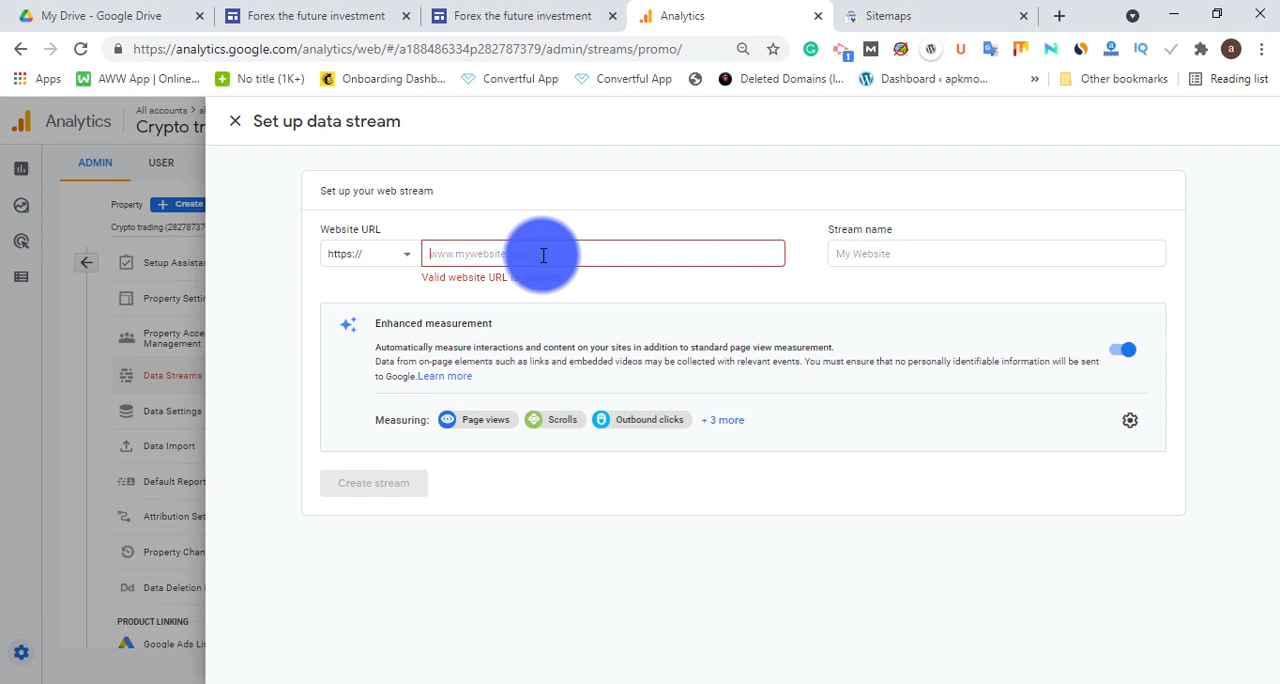 My Drive - Google Drive
Forex the future investment
Forex the future investment
Analytics
Sitemaps
https://analytics.google.com/analytics/web/#/a188486334p282787379/admin/streams/promo/
Apps
AWW App | Online...
No title (1K+)
Onboarding Dashb...
Convertful App
Convertful App
Deleted Domains (I...
Dashboard ‹ apkmo...
»
Other bookmarks
Reading list
Analytics
All accounts >
Crypto tr
Set up data stream
ADMIN
USER
Property
Create
Crypto trading (28278737
Setup Assista
Property Setti
Property Acce
Management
Data Streams
Data Settings
Data Import
Default Report
Attribution Set
Property Chan
Data Deletion
PRODUCT LINKING
Google Ads Li
Set up your web stream
Website URL
Stream name
https://
www.mywebsite
My Website
Valid website URL is required
Enhanced measurement
Automatically measure interactions and content on your sites in addition to standard page view measurement.
Data from on-page elements such as links and embedded videos may be collected with relevant events. You must ensure that no personally identifiable information will be sent
to Google. Learn more
Measuring:
Page views
Scrolls
Outbound clicks
+ 3 more
Create stream